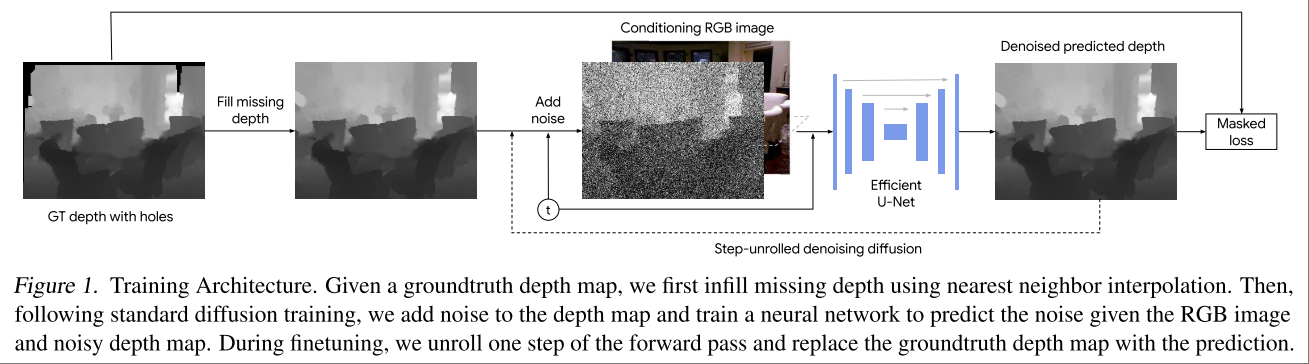 Conditioning RGB image
Denoised predicted depth
Fill missing
depth
Add
noise
Masked
loss
t
Efficient
U-Net
GT depth with holes
Step-unrolled denoising diffusion
Figure 1. Training Architecture. Given a groundtruth depth map, we first infill missing depth using nearest neighbor interpolation. Then,
following standard diffusion training, we add noise to the depth map and train a neural network to predict the noise given the RGB image
and noisy depth map. During finetuning, we unroll one step of the forward pass and replace the groundtruth depth map with the prediction.